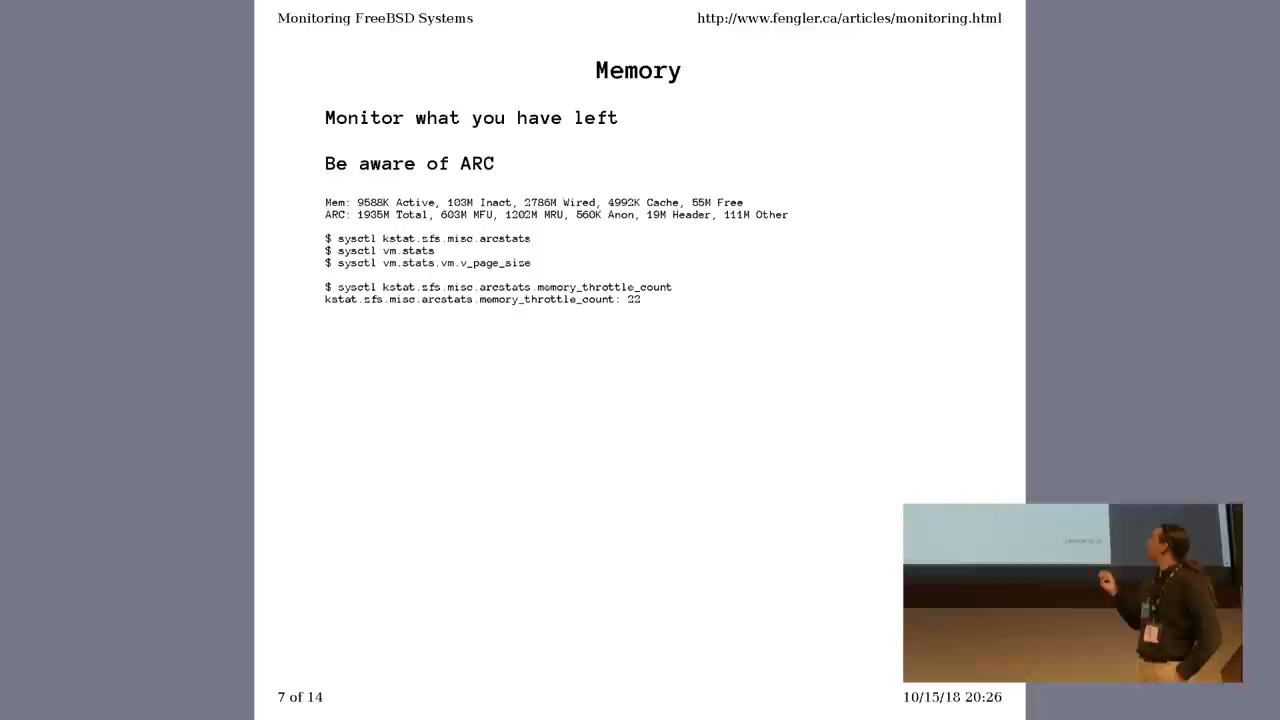 Monitoring FreeBSD Systems
http://www.fengler.ca/articles/monitoring.html
Memory
Monitor what you have left
Be aware of ARC
Mem: 9588K Active, 103M Inact, 2786M Wired, 4992K Cache, 55M Free
ARC: 1935M Total, 603M MFU, 1202M MRU, 560K Anon, 19M Header, 111M Other
$ sysctl kstat.zfs.misc.arcstats
$ sysctl vm.stats
$ sysctl vm.stats.vm.v_page_size
$ sysctl kstat.zfs.misc.arcstats.memory_throttle_count
kstat.zfs.misc.arcstats.memory_throttle_count: 22
7 of 14
10/15/18 20:26